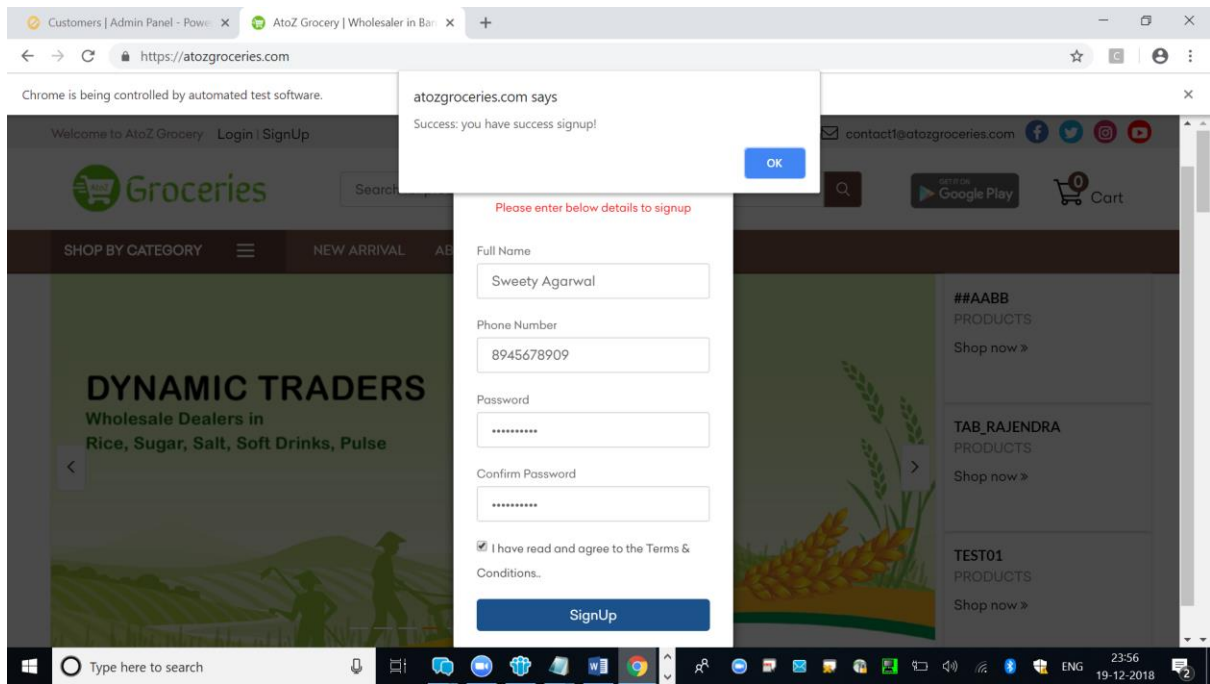 Customers | Admin Panel - Powe
AtoZ Grocery | Wholesaler in Ban
https://atozgroceries.com
Chrome is being controlled by automated test software.
atozgroceries.com says
Success: you have success signup!
OK
Welcome to AtoZ Grocery Login | SignUp
contact1@atozgroceries.com
AtoZ
Groceries
Search
GET IT ON
Google Play
0
Cart
Please enter below details to signup
SHOP BY CATEGORY
NEW ARRIVAL
AB
Full Name
Sweety Agarwal
Phone Number
8945678909
Password
••••••••••
Confirm Password
••••••••••
I have read and agree to the Terms &
Conditions..
SignUp
DYNAMIC TRADERS
Wholesale Dealers in
Rice, Sugar, Salt, Soft Drinks, Pulse
##AABB
PRODUCTS
Shop now »
TAB_RAJENDRA
PRODUCTS
Shop now »
TEST01
PRODUCTS
Shop now »
Type here to search
ENG
23:56
19-12-2018
2